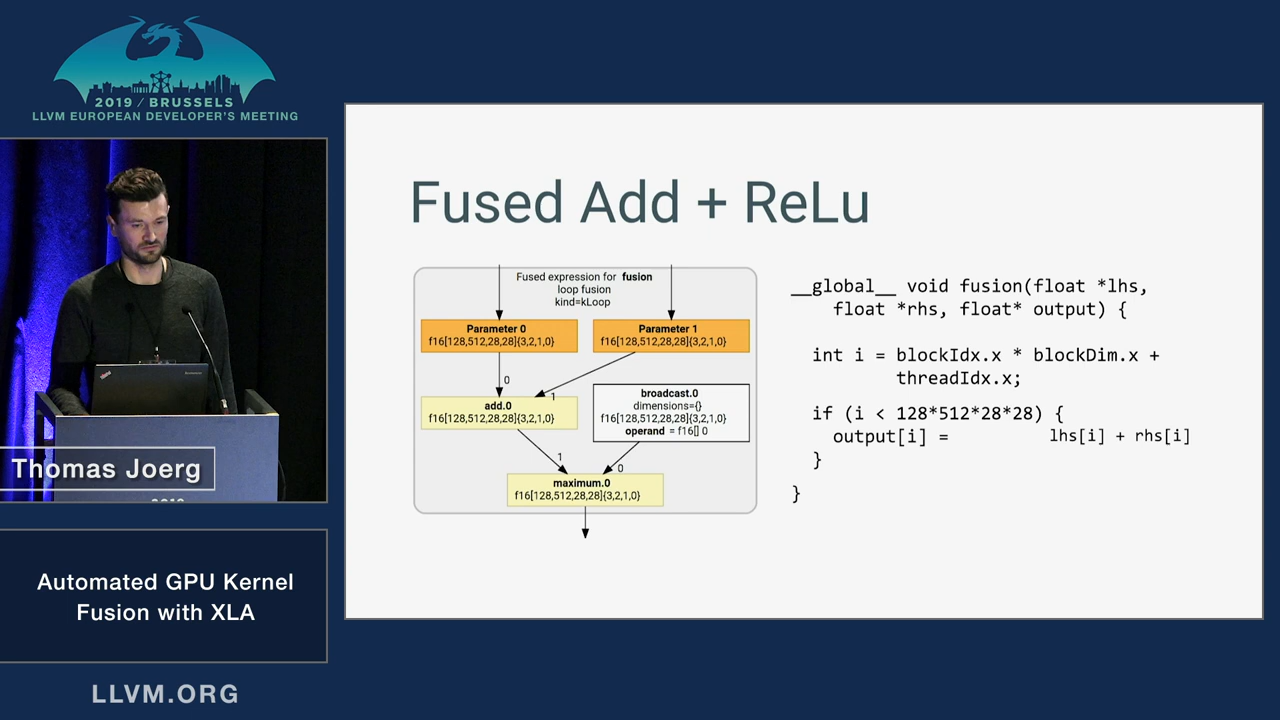 2019 / BRUSSELS
LLVM EUROPEAN DEVELOPER'S MEETING
Thomas Joerg
Automated GPU Kernel
Fusion with XLA
LLVM.ORG
Fused Add + ReLu
Fused expression for fusion
loop fusion
kind=kLoop
Parameter 0
f16[128,512,28,28]{3,2,1,0}
Parameter 1
f16[128,512,28,28]{3,2,1,0}
0
1
add.0
f16[128,512,28,28]{3,2,1,0}
broadcast.0
dimensions={}
f16[128,512,28,28]{3,2,1,0}
operand = f16[] 0
1
0
maximum.0
f16[128,512,28,28]{3,2,1,0}
__global__ void fusion(float *lhs,
float *rhs, float* output) {
int i = blockIdx.x * blockDim.x +
threadIdx.x;
if (i < 128*512*28*28) {
output[i] = lhs[i] + rhs[i]
}
}